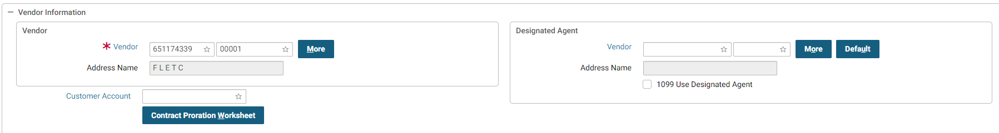 Vendor Information
Vendor
Vendor 651174339 00001 More
Address Name F L E T C
Customer Account
Contract Proration Worksheet
Designated Agent
Vendor More Default
Address Name
1099 Use Designated Agent